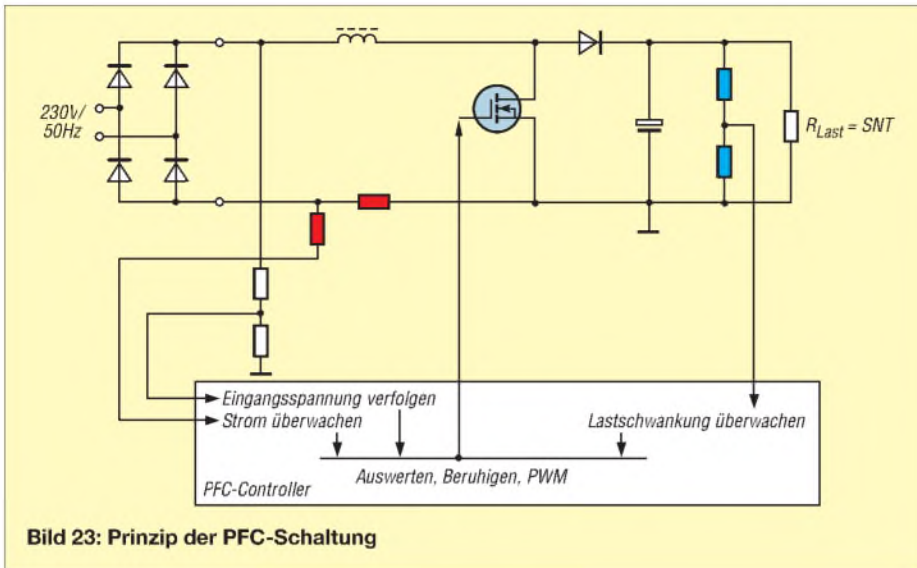 230V/
50Hz
R_Last = SNT
Eingangsspannung verfolgen
Strom überwachen
Lastschwankung überwachen
Auswerten, Beruhigen, PWM
PFC-Controller
Bild 23: Prinzip der PFC-Schaltung